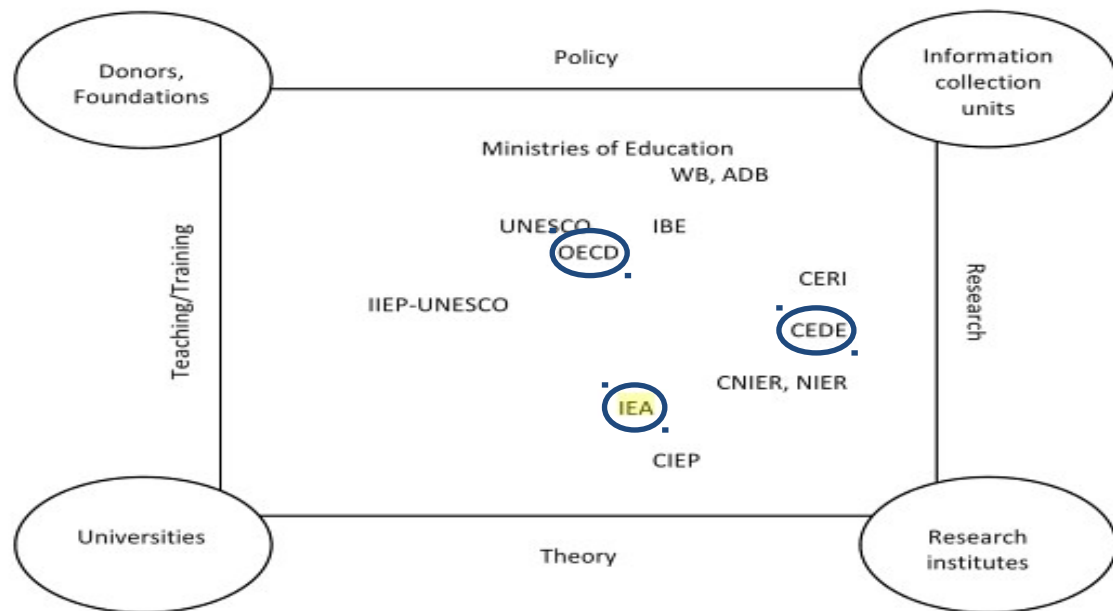 Donors,
Foundations
Policy
Information
collection
units
Ministries of Education
WB, ADB
UNESCO
IBE
OECD
CERI
IIEP-UNESCO
CEDE
Teaching/Training
Research
CNIER, NIER
IEA
CIEP
Universities
Theory
Research
institutes